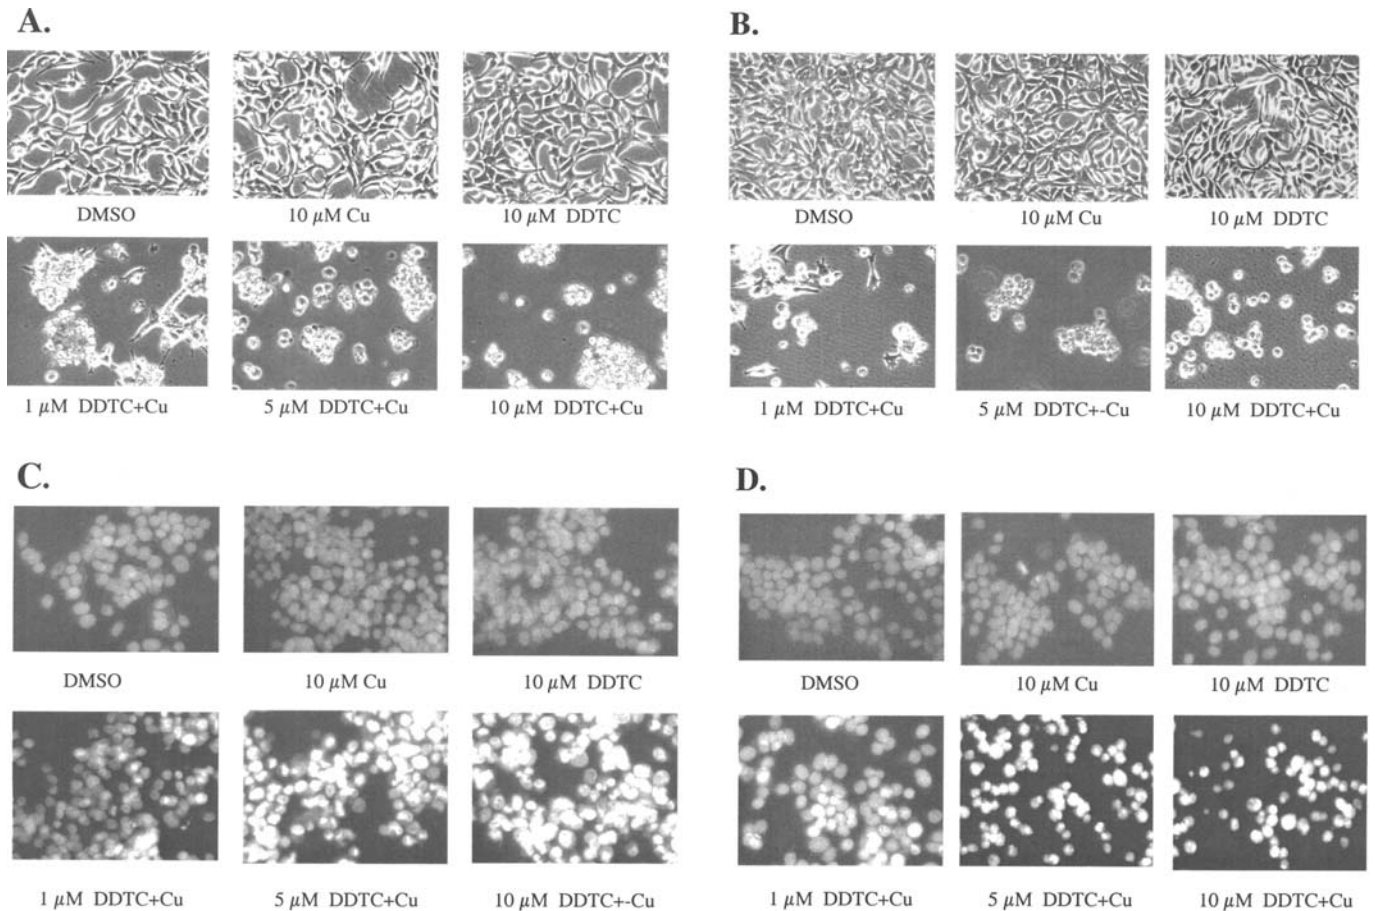 A.
DMSO
10 μM Cu
10 μM DDTC
1 μM DDTC+Cu
5 μM DDTC+Cu
10 μM DDTC+Cu
B.
DMSO
10 μM Cu
10 μM DDTC
1 μM DDTC+Cu
5 μM DDTC+-Cu
10 μM DDTC+Cu
C.
DMSO
10 μM Cu
10 μM DDTC
1 μM DDTC+Cu
5 μM DDTC+Cu
10 μM DDTC+-Cu
D.
DMSO
10 μM Cu
10 μM DDTC
1 μM DDTC+Cu
5 μM DDTC+Cu
10 μM DDTC+Cu